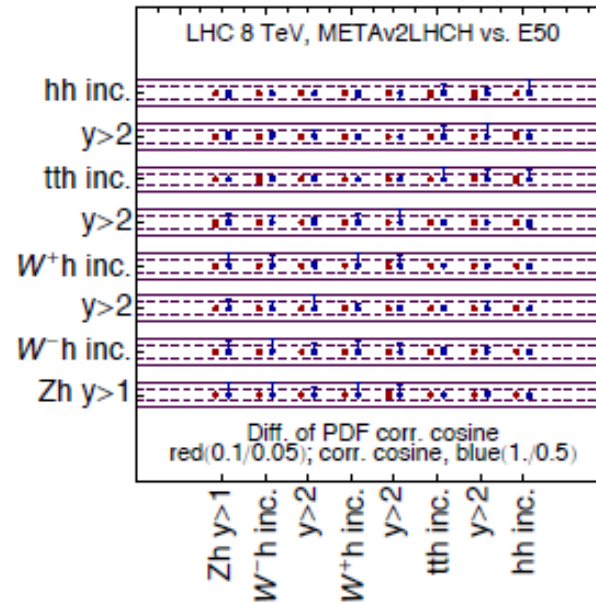 LHC 8 TeV, METAv2LHCH vs. E50
hh inc.
y>2
tth inc.
y>2
W⁺h inc.
y>2
W⁻h inc.
Zh y>1
Diff. of PDF corr. cosine
red(0.1/0.05); corr. cosine, blue(1./0.5)
Zh y>1
W⁻h inc.
y>2
W⁺h inc.
y>2
tth inc.
y>2
hh inc.